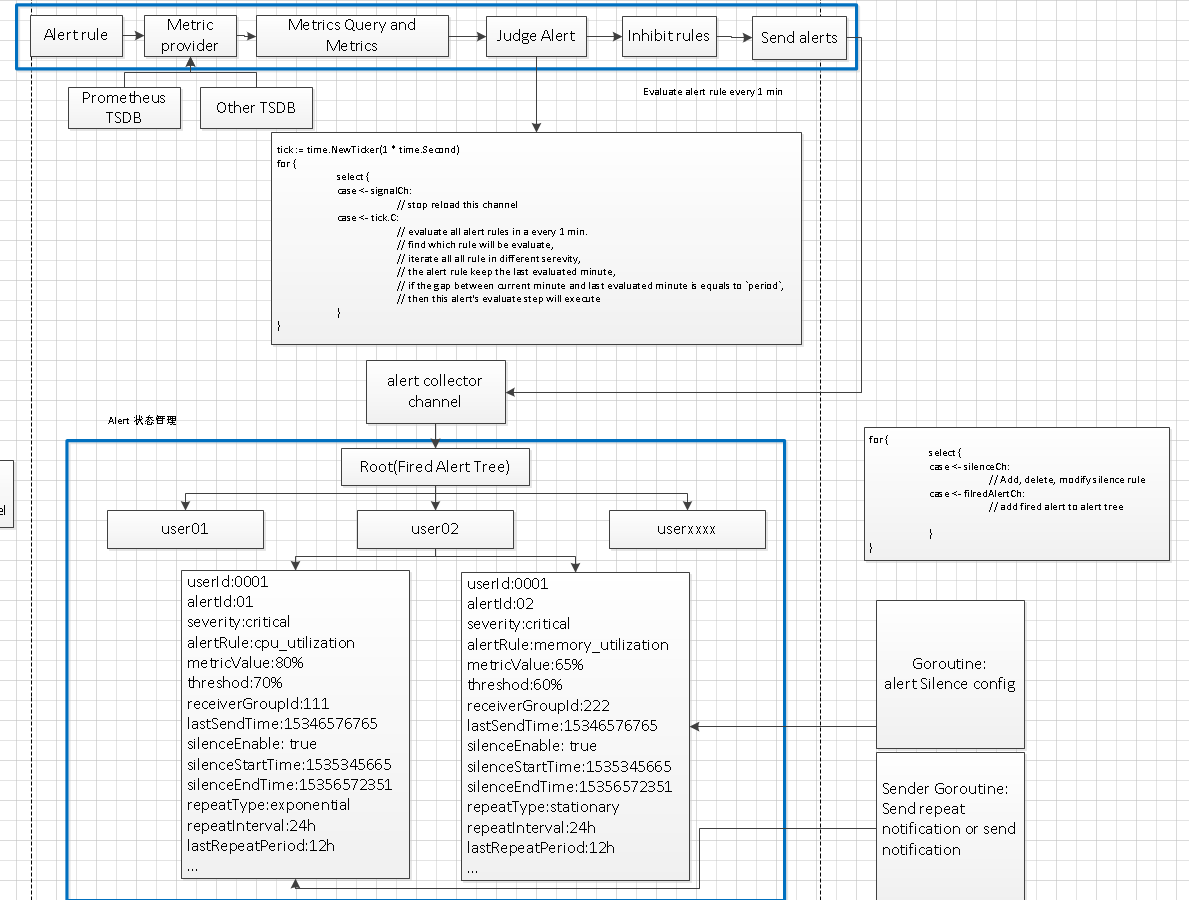 Alert rule
Metric
provider
Metrics Query and
Metrics
Judge Alert
Inhibit rules
Send alerts
Prometheus
TSDB
Other TSDB
Evaluate alert rule every 1 min
tick := time.NewTicker(1 * time.Second)
for {
select {
case <- signalCh:
// stop reload this channel
case <- tick.C:
// evaluate all alert rules in a every 1 min.
// find which rule will be evaluate,
// iterate all all rule in different serevity,
// the alert rule keep the last evaluated minute,
// if the gap between current minute and last evaluated minute is equals to `period`,
// then this alert's evaluate step will execute
}
}
alert collector
channel
Alert 状态管理
Root(Fired Alert Tree)
user01
user02
userxxxx
userId:0001
alertId:01
severity:critical
alertRule:cpu_utilization
metricValue:80%
threshod:70%
receiverGroupId:111
lastSendTime:15346576765
silenceEnable: true
silenceStartTime:1535345665
silenceEndTime:15356572351
repeatType:exponential
repeatInterval:24h
lastRepeatPeriod:12h
...
userId:0001
alertId:02
severity:critical
alertRule:memory_utilization
metricValue:65%
threshod:60%
receiverGroupId:222
lastSendTime:15346576765
silenceEnable: true
silenceStartTime:1535345665
silenceEndTime:15356572351
repeatType:stationary
repeatInterval:24h
lastRepeatPeriod:12h
...
for {
select {
case <- silenceCh:
// Add, delete, modify silence rule
case <- filredAlertCh:
// add fired alert to alert tree
}
}
Goroutine:
alert Silence config
Sender Goroutine:
Send repeat
notification or send
notification
el